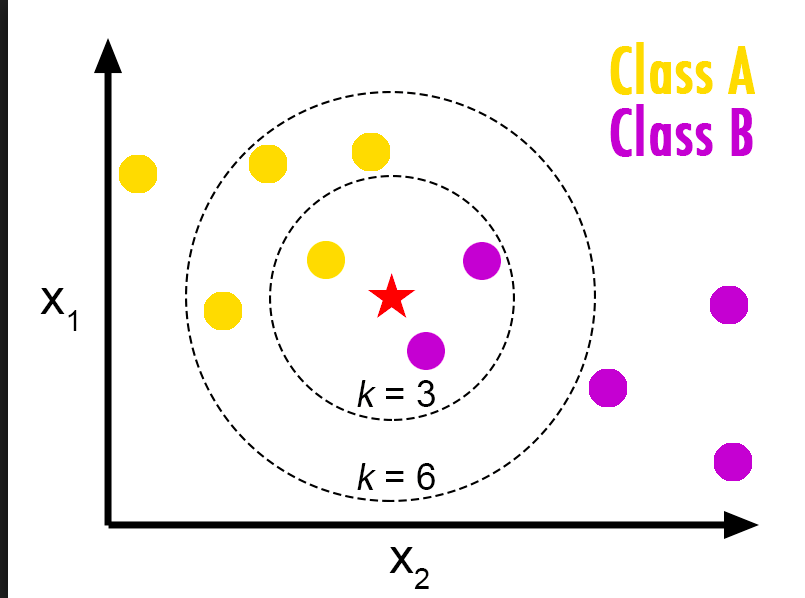 Class A
Class B
x₁
k = 3
k = 6
x₂